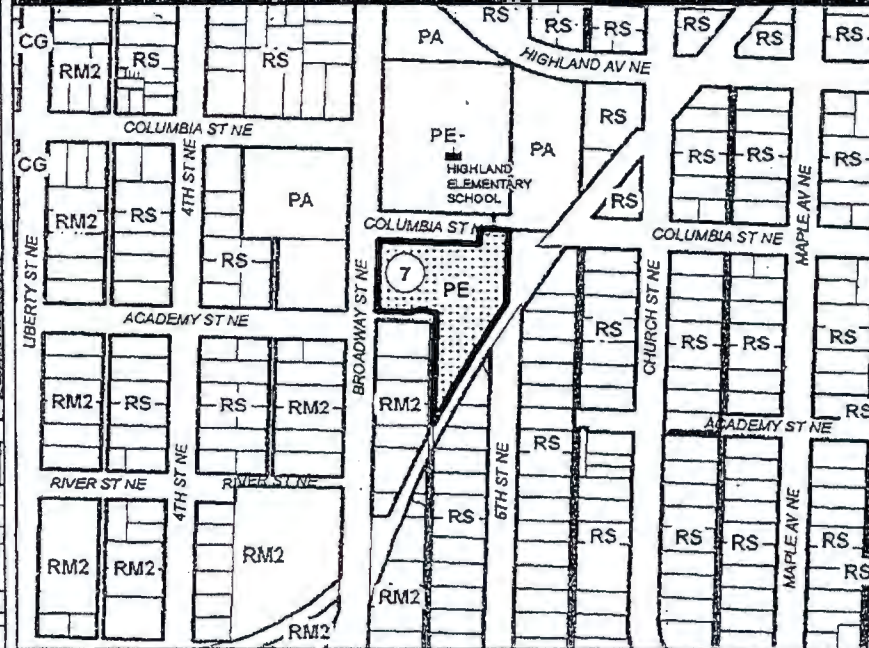 RS
RS
RS
RS
RS
RS
CG
RM2
RS
RS
PA
HIGHLAND AV NE
COLUMBIA ST NE
PE-
PA
RS
HIGHLAND
ELEMENTARY
SCHOOL
CG
RM2
RS
4TH ST NE
PA
RS
RS
RS
RS
RS
COLUMBIA ST N
COLUMBIA ST NE
MAPLE AV NE
LIBERTY ST NE
7
PE
BROADWAY ST NE
CHURCH ST NE
ACADEMY ST NE
RS
RS
RS
RS
RM2
RS
RS
RM2
RM2
RS
ACADEMY ST NE
4TH ST NE
5TH ST NE
RS
RIVER ST NE
RIVER ST NE
RS
RS
RS
RS
RS
RM2
RM2
RM2
RM2
MAPLE AV NE
RS
RM2